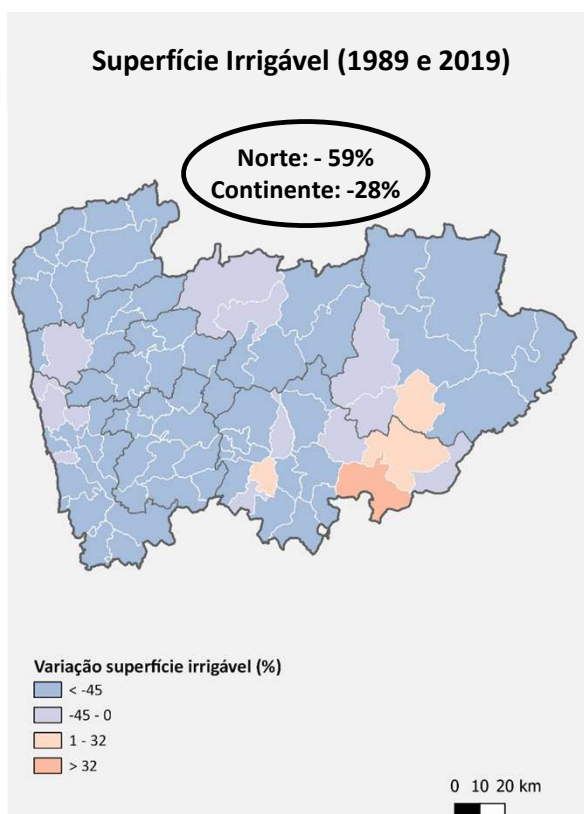 Superfície Irrigável (1989 e 2019)
Norte: - 59%
Continente: -28%
Variação superfície irrigável (%)
< -45
-45 - 0
1 - 32
> 32
0 10 20 km